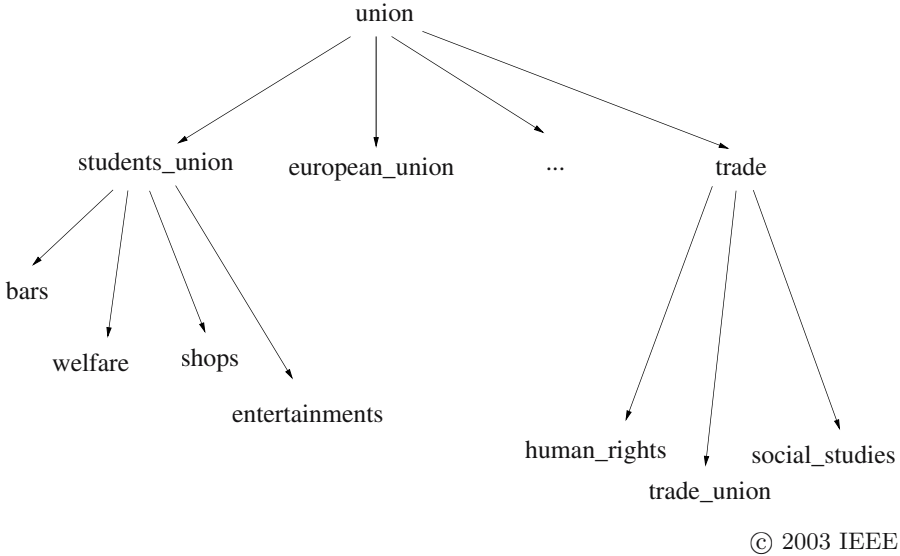 union
students_union
european_union
...
trade
bars
welfare
shops
entertainments
human_rights
trade_union
social_studies
© 2003 IEEE